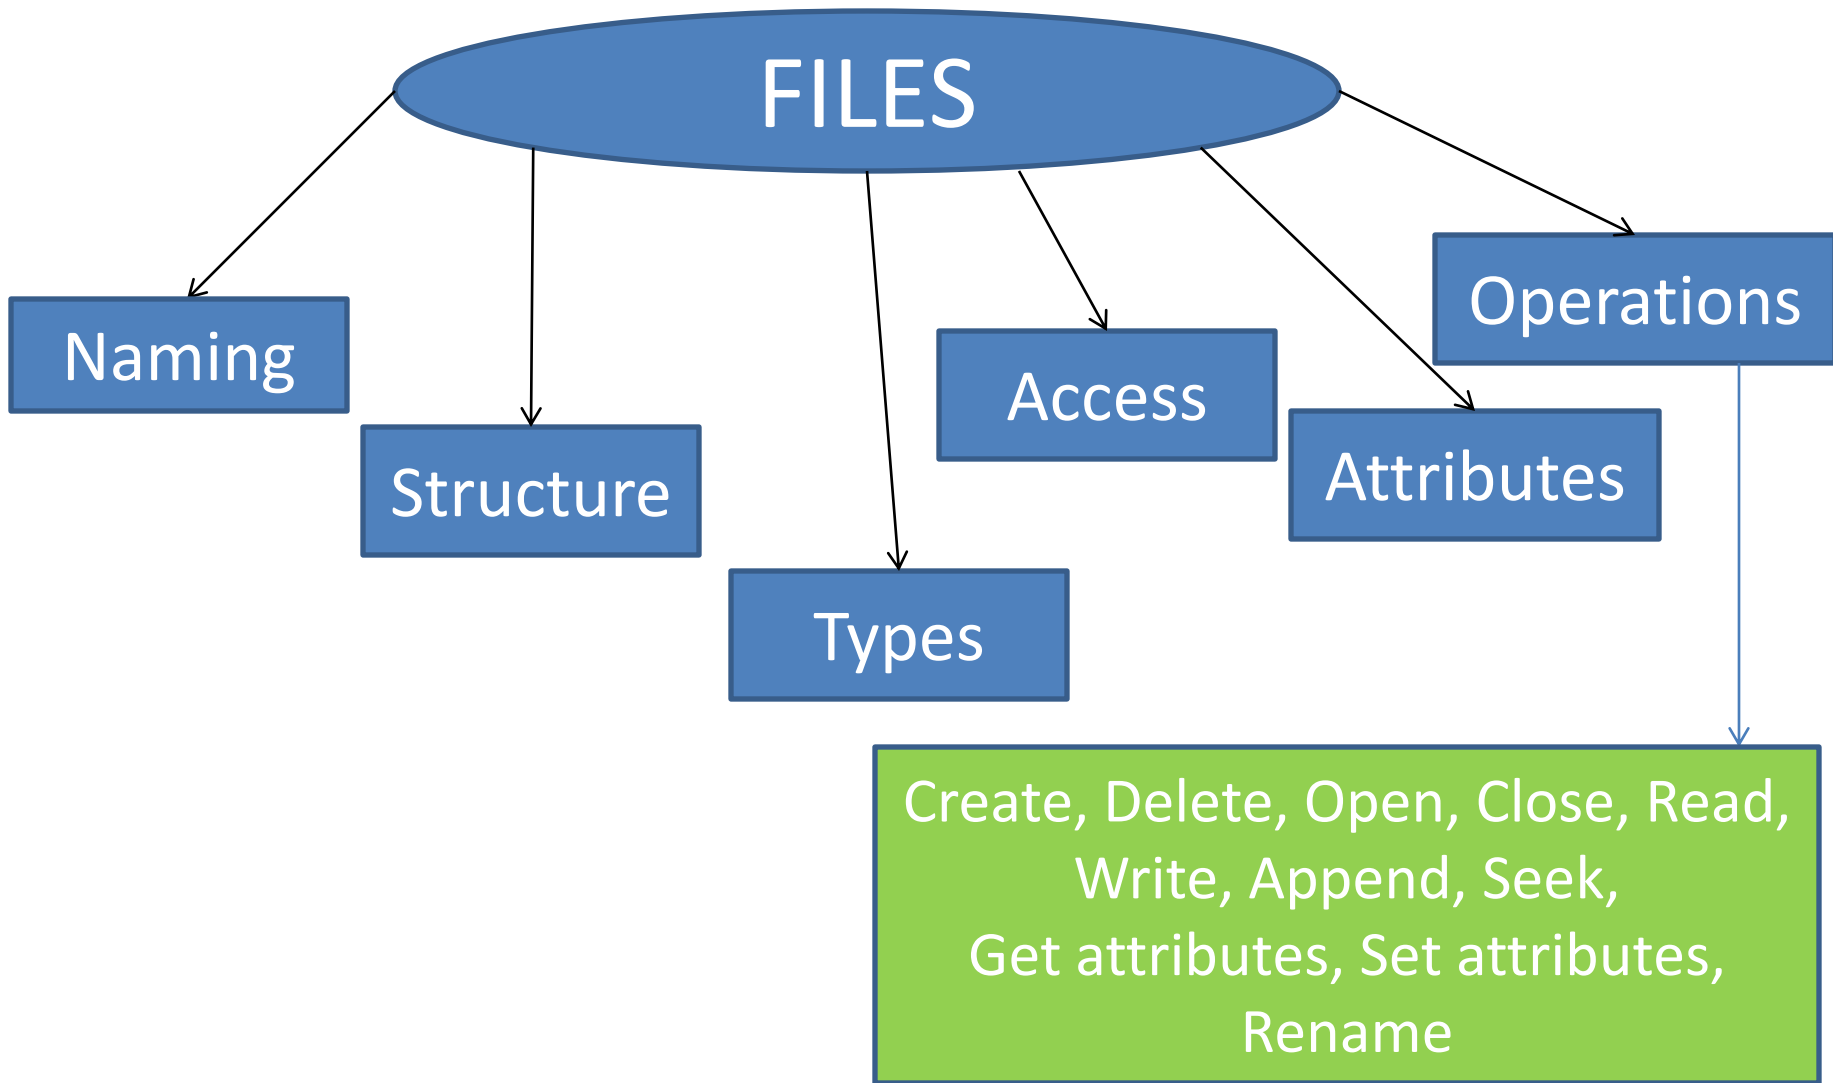 FILES
Naming
Structure
Types
Access
Attributes
Operations
Create, Delete, Open, Close, Read,
Write, Append, Seek,
Get attributes, Set attributes,
Rename